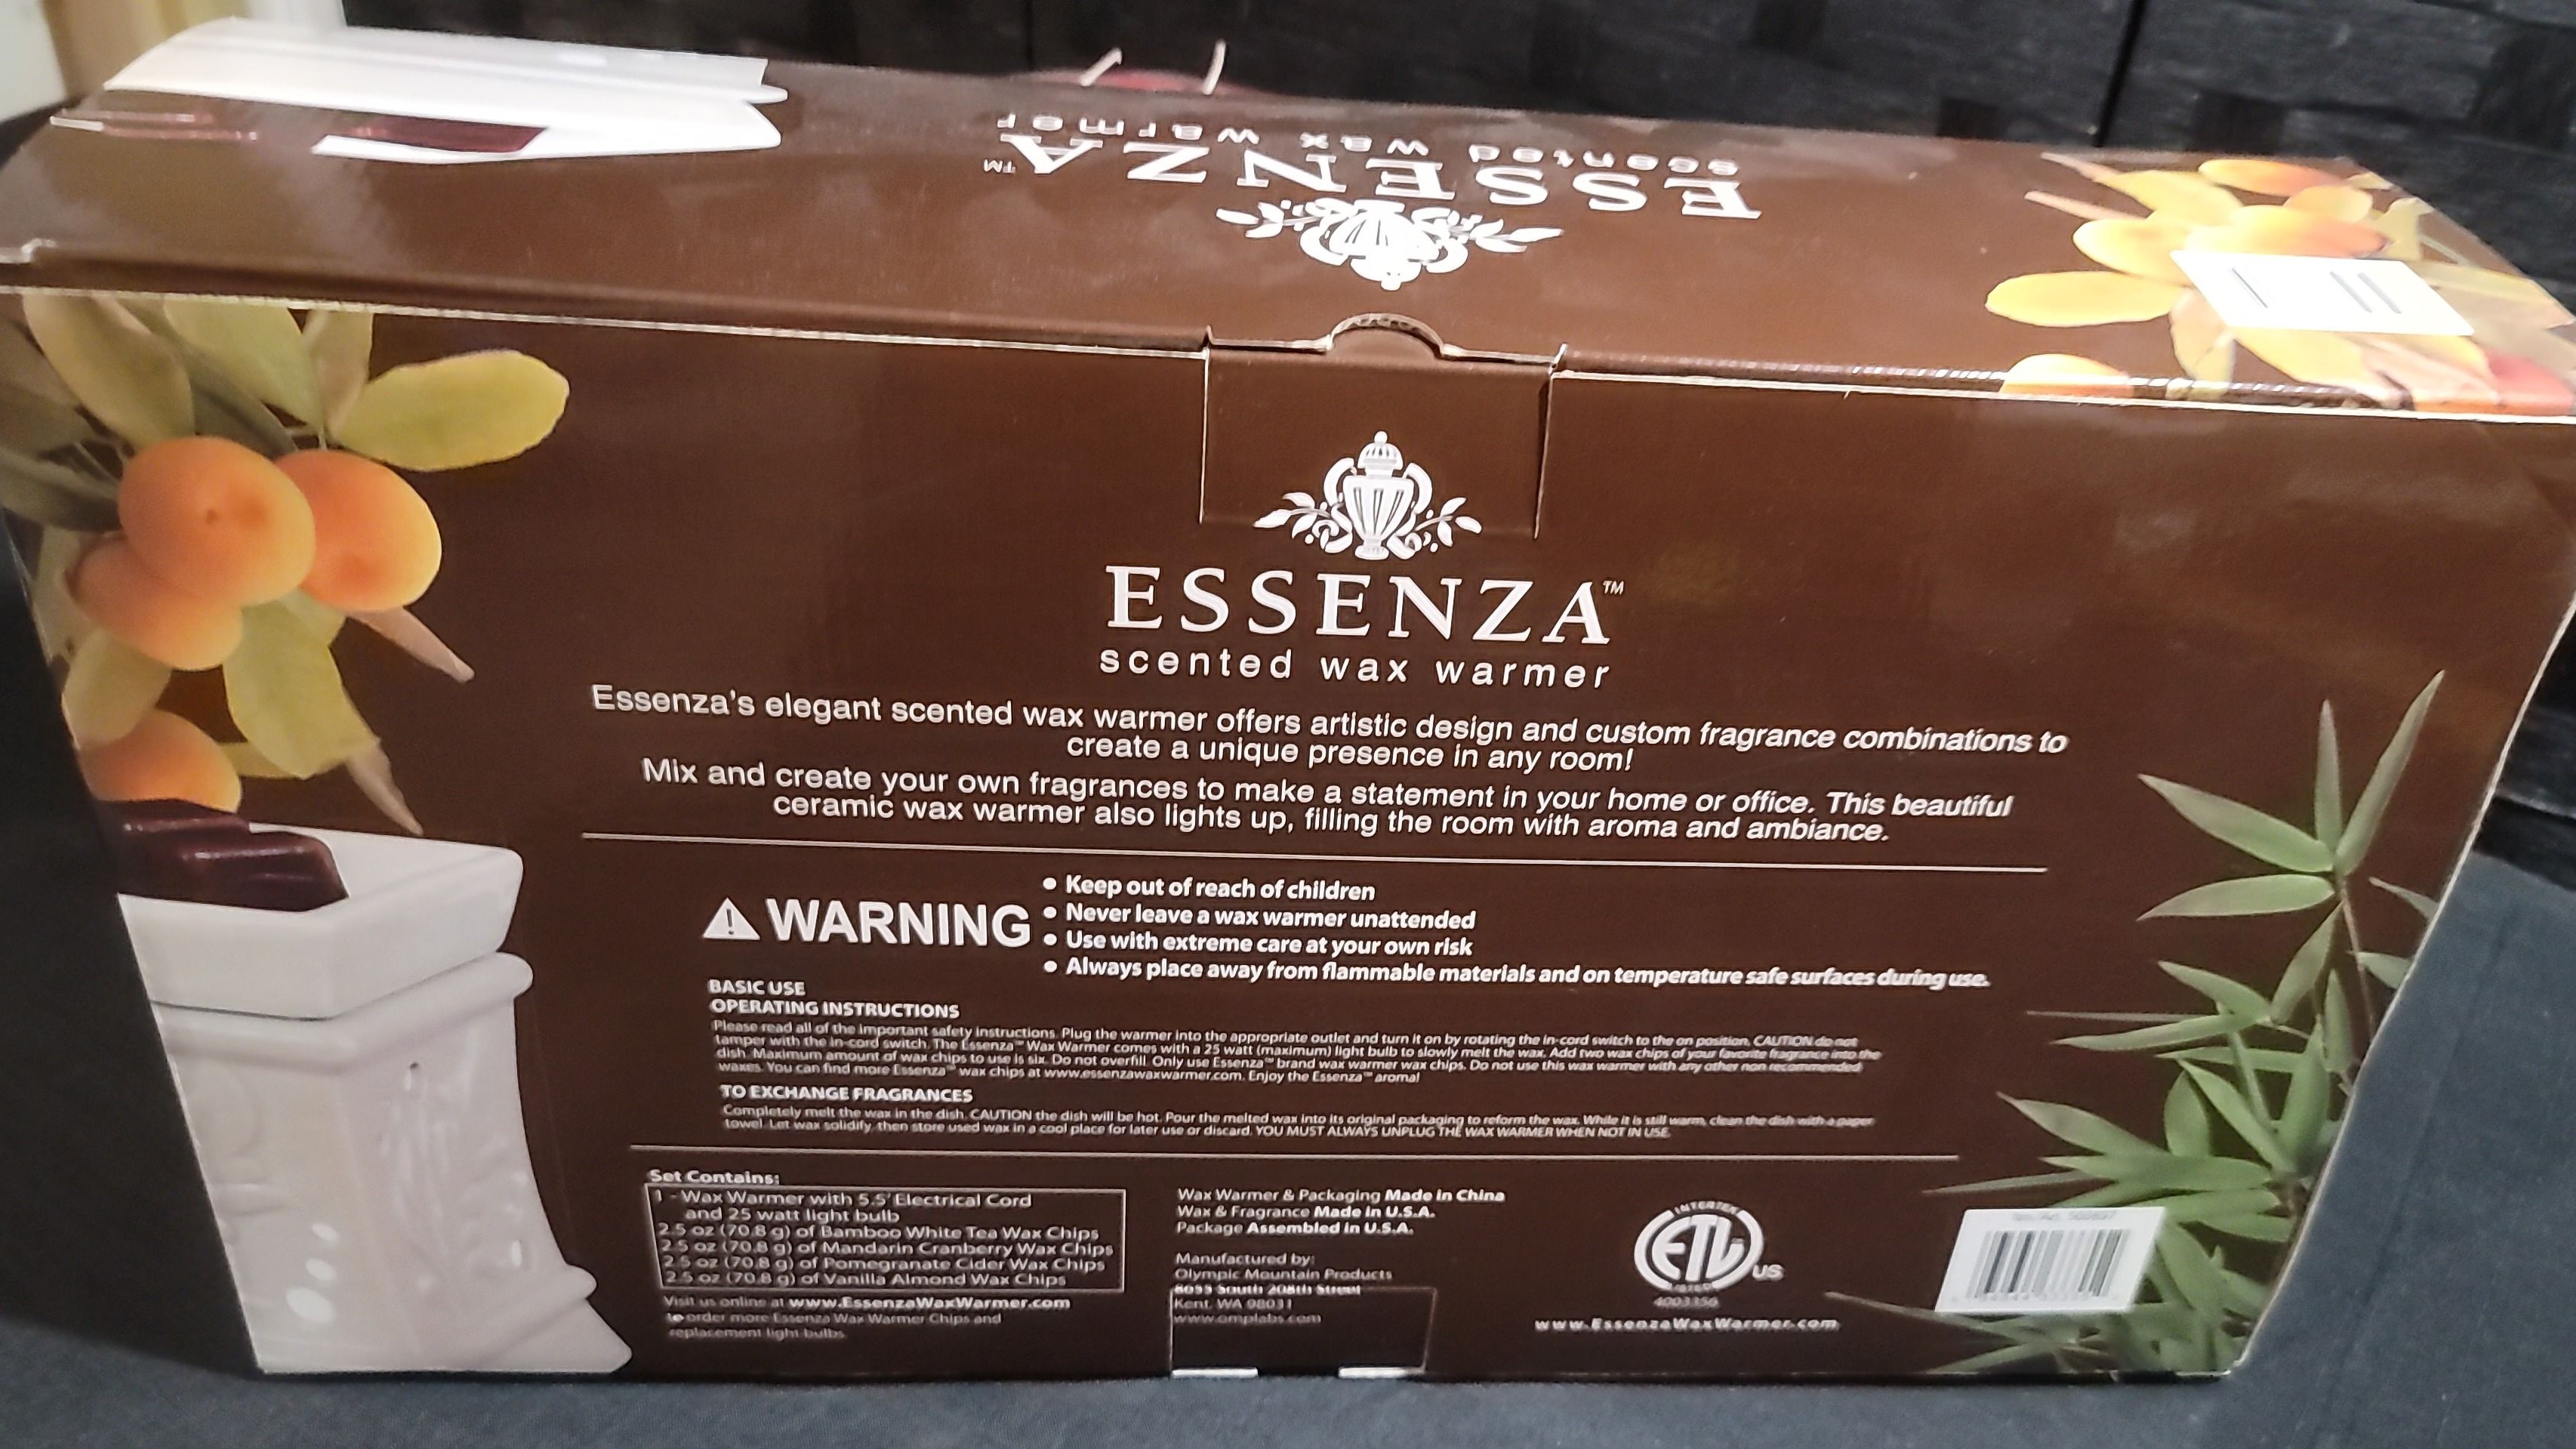 ESSENZA™
scented wax warmer
ESSENZA™
scented wax warmer
Essenza's elegant scented wax warmer offers artistic design and custom fragrance combinations to
create a unique presence in any room!
Mix and create your own fragrances to make a statement in your home or office. This beautiful
ceramic wax warmer also lights up, filling the room with aroma and ambiance.
WARNING
• Keep out of reach of children
• Never leave a wax warmer unattended
• Use with extreme care at your own risk
• Always place away from flammable materials and on temperature safe surfaces during use.
BASIC USE
OPERATING INSTRUCTIONS
Please read all of the important safety instructions. Plug the warmer into the appropriate outlet and turn it on by rotating the in-cord switch to the on position. CAUTION do not
tamper with the in-cord switch. The Essenza™ Wax Warmer comes with a 25 watt (maximum) light bulb to slowly melt the wax. Add two wax chips of your favorite fragrance into the
dish. Maximum amount of wax chips to use is six. Do not overfill. Only use Essenza™ brand wax warmer wax chips. Do not use this wax warmer with any other non recommended
waxes. You can find more Essenza™ wax chips at www.essenzawaxwarmer.com. Enjoy the Essenza™ aroma!
TO EXCHANGE FRAGRANCES
Completely melt the wax in the dish. CAUTION the dish will be hot. Pour the melted wax into its original packaging to reform the wax. While it is still warm, clean the dish with a paper
towel. Let wax solidify, then store used wax in a cool place for later use or discard. YOU MUST ALWAYS UNPLUG THE WAX WARMER WHEN NOT IN USE.
Set Contains:
1 - Wax Warmer with 5.5' Electrical Cord
and 25 watt light bulb
2.5 oz (70.8 g) of Bamboo White Tea Wax Chips
2.5 oz (70.8 g) of Mandarin Cranberry Wax Chips
2.5 oz (70.8 g) of Pomegranate Cider Wax Chips
2.5 oz (70.8 g) of Vanilla Almond Wax Chips
Visit us online at www.EssenzaWaxWarmer.com
to order more Essenza Wax Warmer Chips and
replacement light bulbs.
Wax Warmer & Packaging Made in China
Wax & Fragrance Made in U.S.A.
Package Assembled in U.S.A.
Manufactured by:
Olympic Mountain Products
8655 South 208th Street
Kent, WA 98031
www.omplabs.com
INTERTEK
ETL US
LISTED
4003356
www.EssenzaWaxWarmer.com